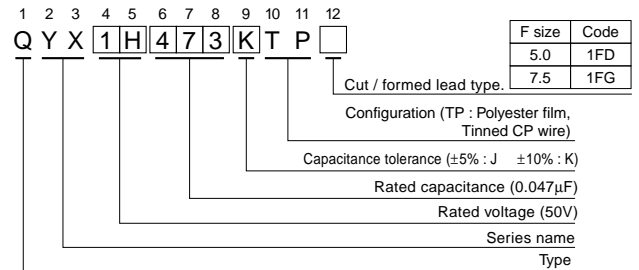 1 2 3 4 5 6 7 8 9 10 11 12
Q Y X 1 H 4 7 3 K T P
F size Code
5.0 1FD
7.5 1FG
Cut / formed lead type.
Configuration (TP : Polyester film,
Tinned CP wire)
Capacitance tolerance (±5% : J ±10% : K)
Rated capacitance (0.047μF)
Rated voltage (50V)
Series name
Type